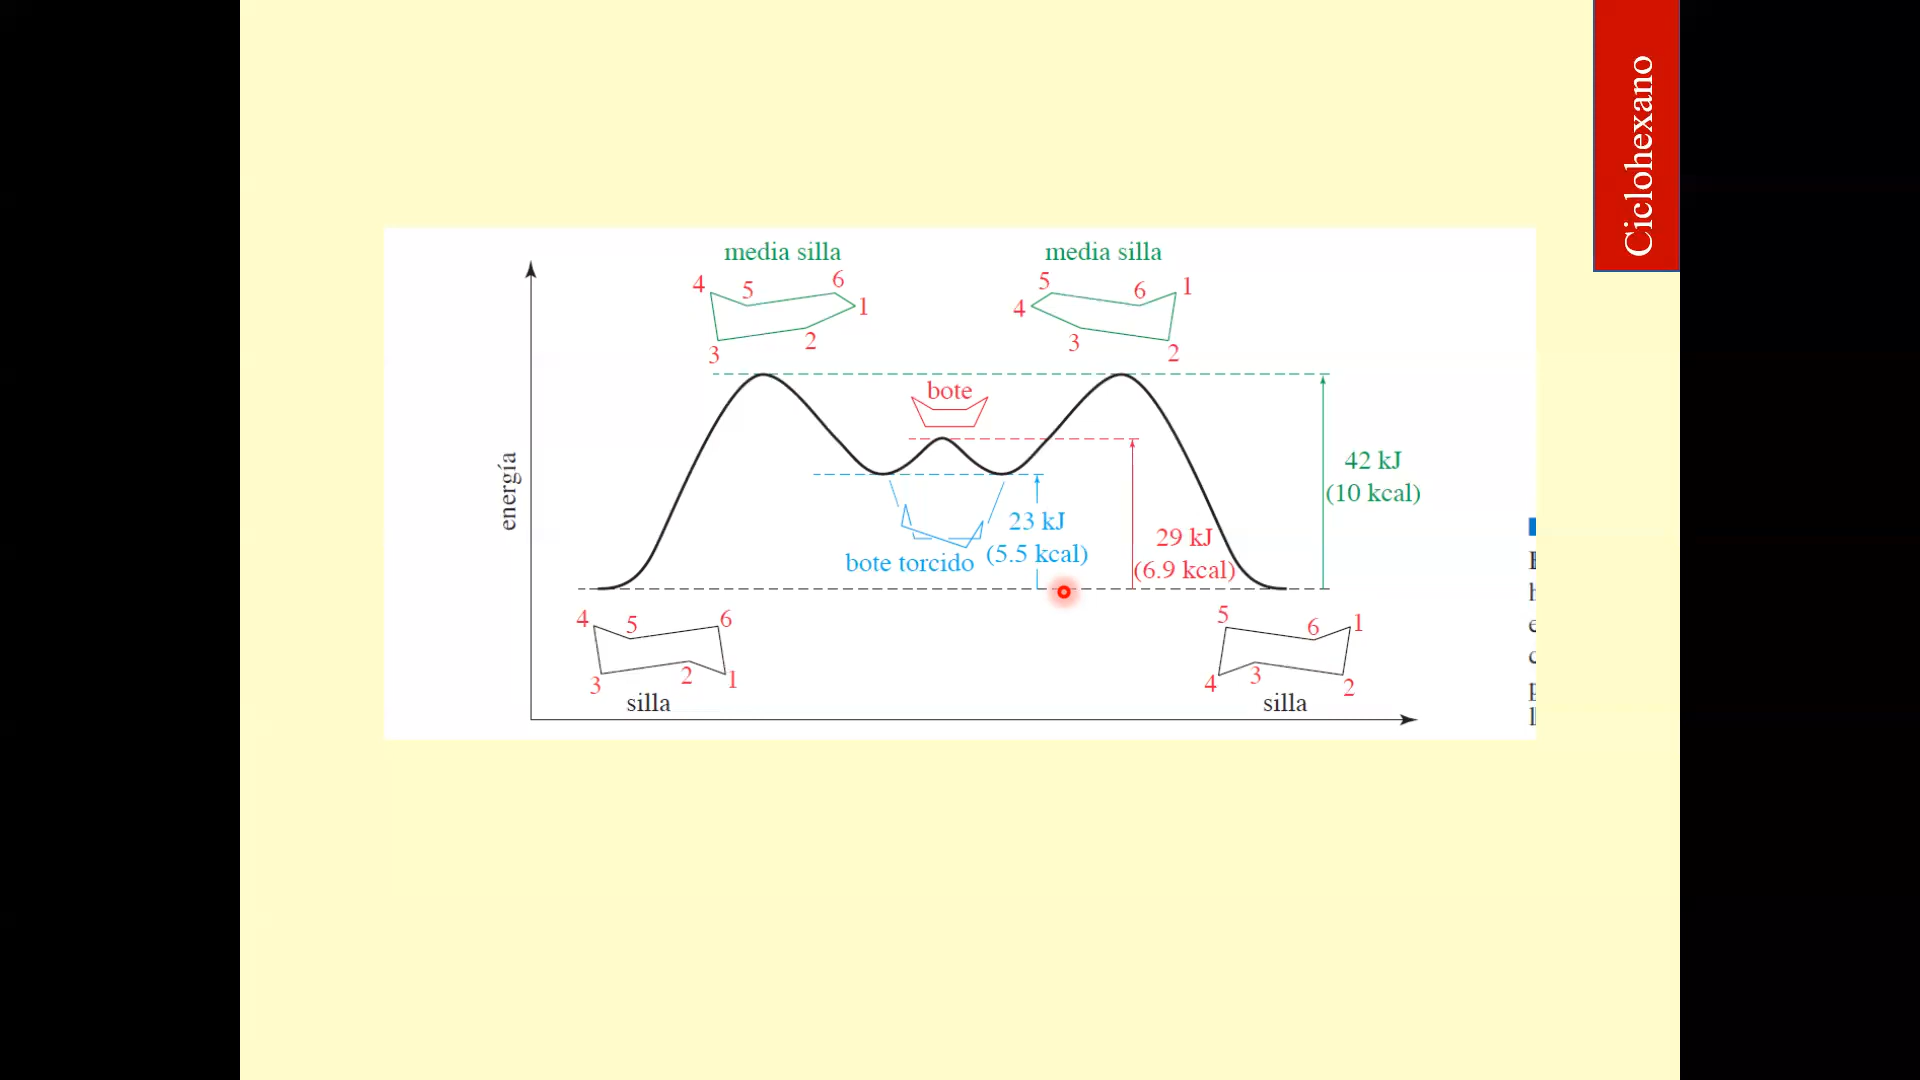 Ciclohexano
media silla
media silla
4 5 6 1 2 3
5 6 1 4 3 2
bote
energía
42 kJ
(10 kcal)
23 kJ
(5.5 kcal)
bote torcido
29 kJ
(6.9 kcal)
4 5 6 3 2 1
silla
5 6 1 4 3 2
silla